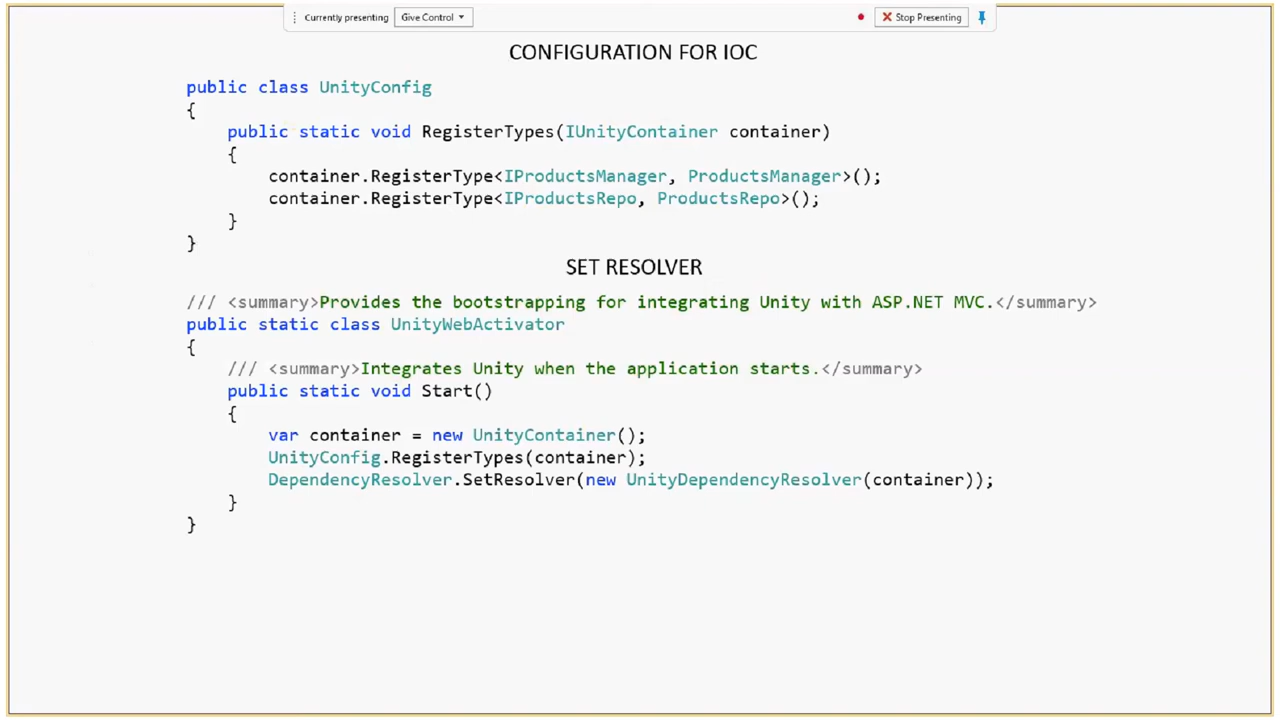 Currently presenting Give Control Stop Presenting
CONFIGURATION FOR IOC
public class UnityConfig
{
public static void RegisterTypes(IUnityContainer container)
{
container.RegisterType<IProductsManager, ProductsManager>();
container.RegisterType<IProductsRepo, ProductsRepo>();
}
}
SET RESOLVER
/// <summary>Provides the bootstrapping for integrating Unity with ASP.NET MVC.</summary>
public static class UnityWebActivator
{
/// <summary>Integrates Unity when the application starts.</summary>
public static void Start()
{
var container = new UnityContainer();
UnityConfig.RegisterTypes(container);
DependencyResolver.SetResolver(new UnityDependencyResolver(container));
}
}